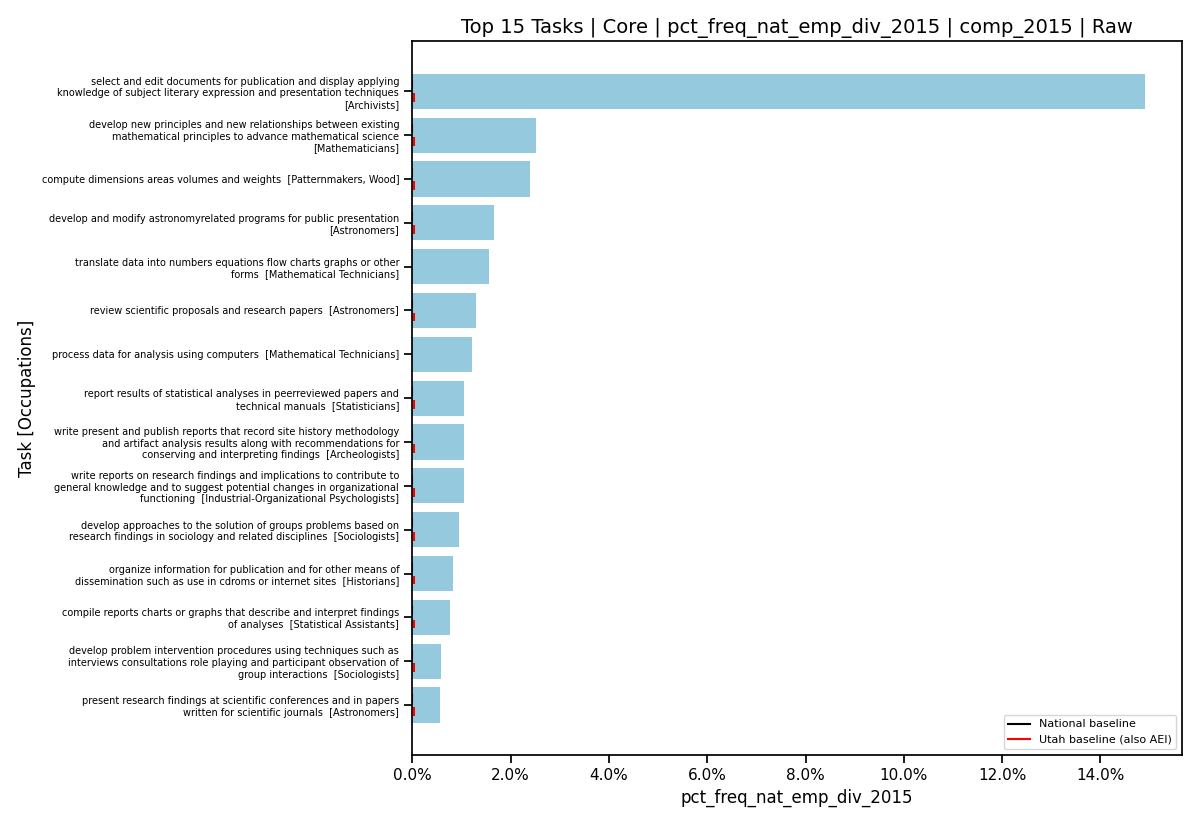 Top 15 Tasks | Core | pct_freq_nat_emp_div_2015 | comp_2015 | Raw
select and edit documents for publication and display applying
knowledge of subject literary expression and presentation techniques
[Archivists]
develop new principles and new relationships between existing
mathematical principles to advance mathematical science
[Mathematicians]
compute dimensions areas volumes and weights [Patternmakers, Wood]
develop and modify astronomyrelated programs for public presentation
[Astronomers]
translate data into numbers equations flow charts graphs or other
forms [Mathematical Technicians]
review scientific proposals and research papers [Astronomers]
process data for analysis using computers [Mathematical Technicians]
report results of statistical analyses in peerreviewed papers and
technical manuals [Statisticians]
write present and publish reports that record site history methodology
and artifact analysis results along with recommendations for
conserving and interpreting findings [Archeologists]
write reports on research findings and implications to contribute to
general knowledge and to suggest potential changes in organizational
functioning [Industrial-Organizational Psychologists]
develop approaches to the solution of groups problems based on
research findings in sociology and related disciplines [Sociologists]
organize information for publication and for other means of
dissemination such as use in cdroms or internet sites [Historians]
compile reports charts or graphs that describe and interpret findings
of analyses [Statistical Assistants]
develop problem intervention procedures using techniques such as
interviews consultations role playing and participant observation of
group interactions [Sociologists]
present research findings at scientific conferences and in papers
written for scientific journals [Astronomers]
Task [Occupations]
National baseline
Utah baseline (also AEI)
0.0% 2.0% 4.0% 6.0% 8.0% 10.0% 12.0% 14.0%
pct_freq_nat_emp_div_2015